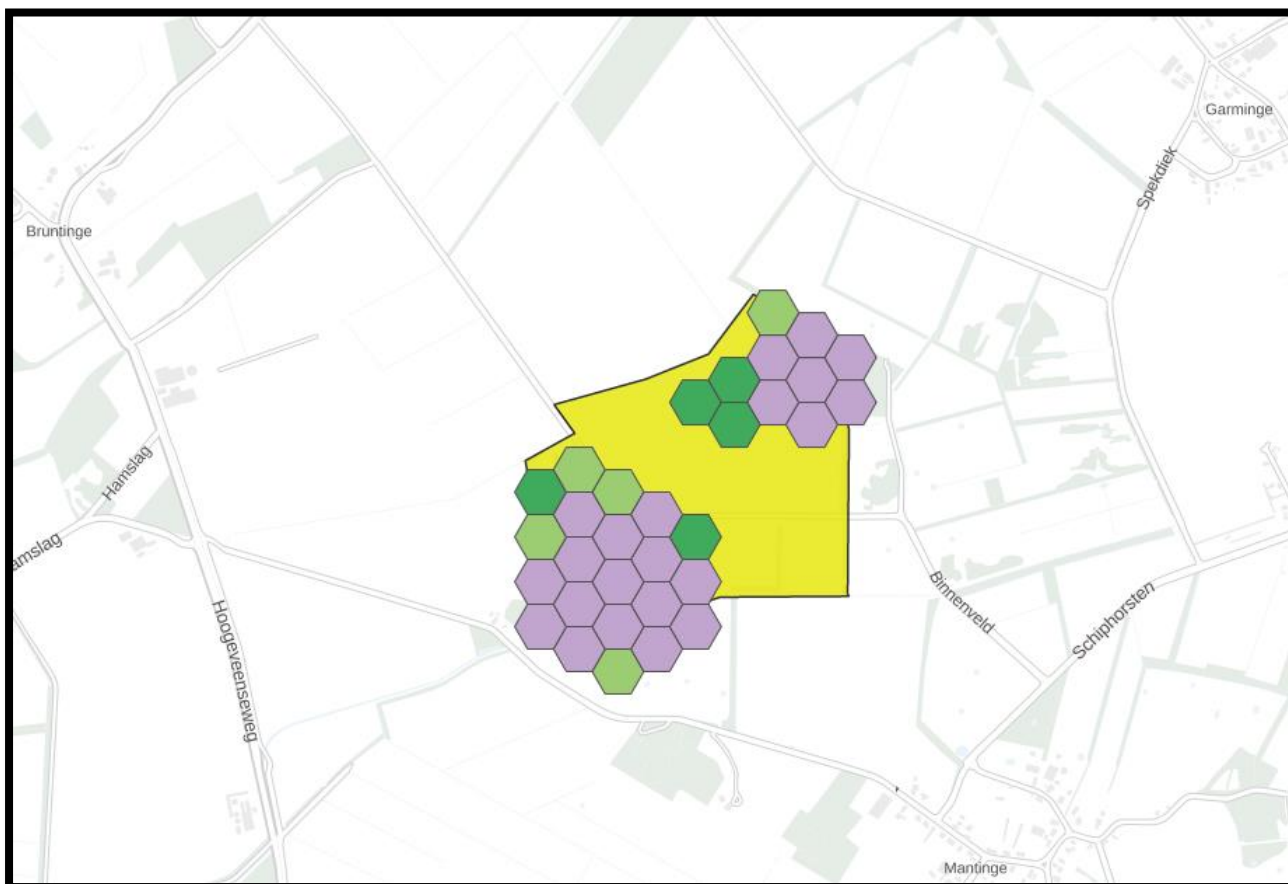 Garminge
Spekdiek
Bruntinge
Hamslag
amslag
Hoogeveenseweg
Binnenveld
Schiphorsten
Mantinge